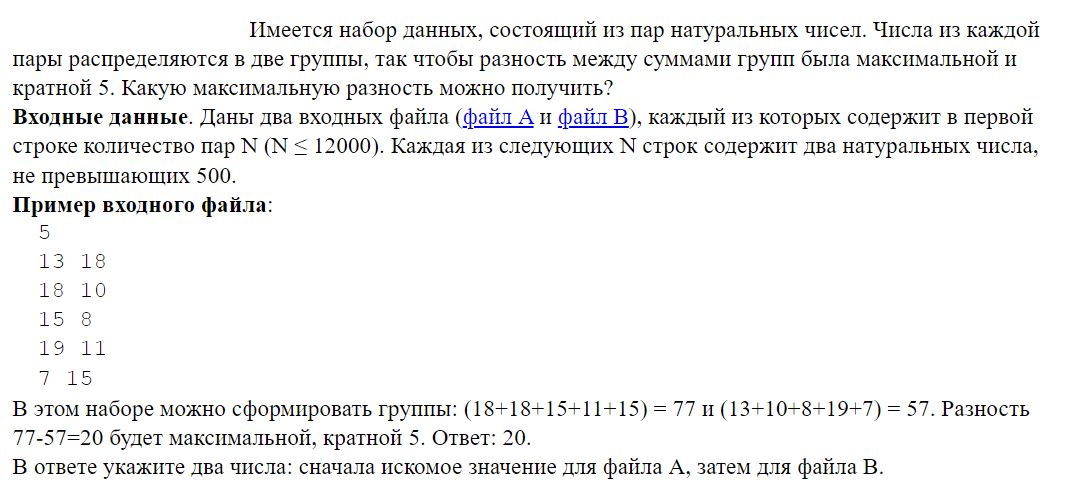 Имеется набор данных, состоящий из пар натуральных чисел. Числа из каждой
пары распределяются в две группы, так чтобы разность между суммами групп была максимальной и
кратной 5. Какую максимальную разность можно получить?
Входные данные. Даны два входных файла (файл A и файл B), каждый из которых содержит в первой
строке количество пар N (N ≤ 12000). Каждая из следующих N строк содержит два натуральных числа,
не превышающих 500.
Пример входного файла:
5
13 18
18 10
15 8
19 11
7 15
В этом наборе можно сформировать группы: (18+18+15+11+15) = 77 и (13+10+8+19+7) = 57. Разность
77-57=20 будет максимальной, кратной 5. Ответ: 20.
В ответе укажите два числа: сначала искомое значение для файла А, затем для файла B.